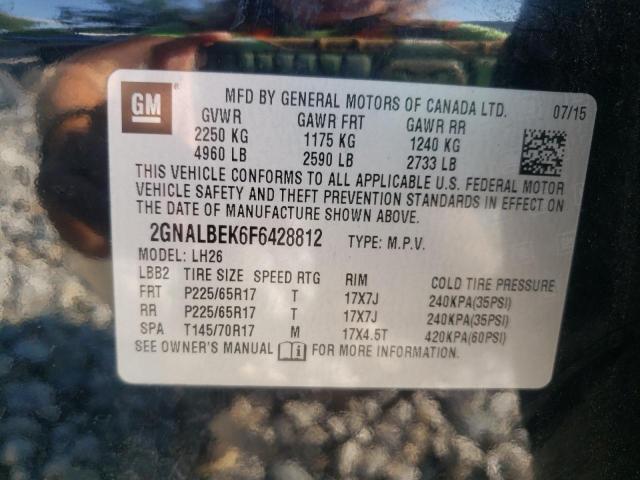 GM ®
MFD BY GENERAL MOTORS OF CANADA LTD. 07/15
GVWR GAWR FRT GAWR RR
2250 KG 1175 KG 1240 KG
4960 LB 2590 LB 2733 LB
THIS VEHICLE CONFORMS TO ALL APPLICABLE U.S. FEDERAL MOTOR
VEHICLE SAFETY AND THEFT PREVENTION STANDARDS IN EFFECT ON
THE DATE OF MANUFACTURE SHOWN ABOVE.
2GNALBEK6F6428812 TYPE: M.P.V.
MODEL: LH26
LBB2 TIRE SIZE SPEED RTG RIM COLD TIRE PRESSURE
FRT P225/65R17 T 17X7J 240KPA(35PSI)
RR P225/65R17 T 17X7J 240KPA(35PSI)
SPA T145/70R17 M 17X4.5T 420KPA(60PSI)
SEE OWNER'S MANUAL i FOR MORE INFORMATION.